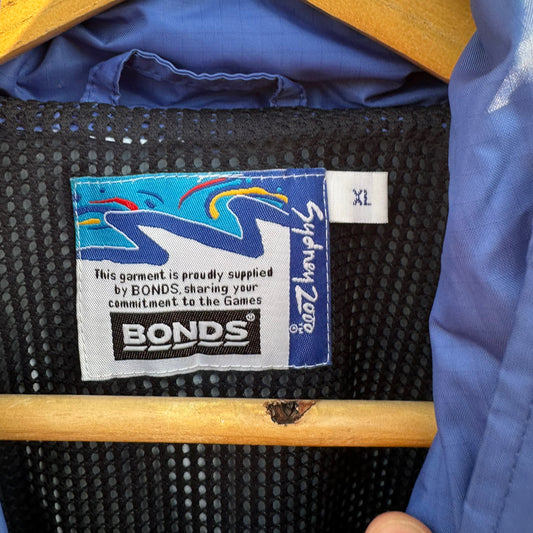 XL
Sydney 2000
This garment is proudly supplied
by BONDS, sharing your
commitment to the Games
BONDS®